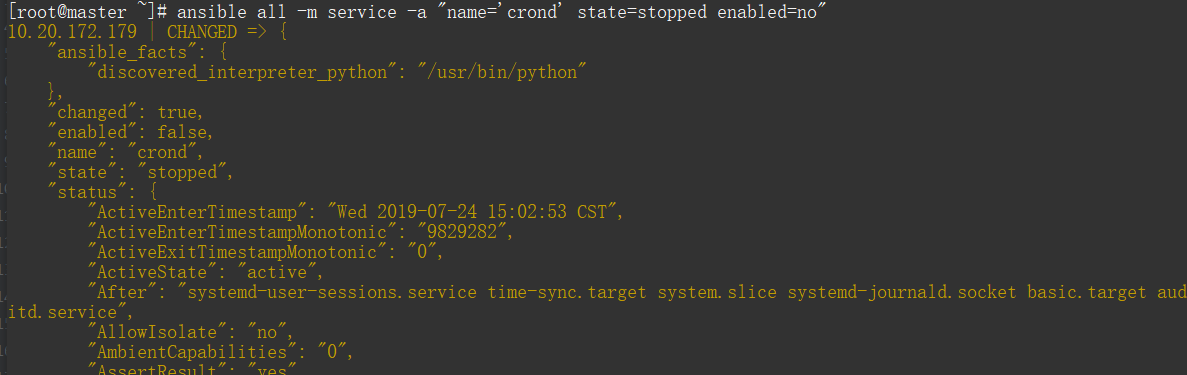 [root@master ~]# ansible all -m service -a "name='crond' state=stopped enabled=no"
10.20.172.179 | CHANGED => {
    "ansible_facts": {
        "discovered_interpreter_python": "/usr/bin/python"
    },
    "changed": true,
    "enabled": false,
    "name": "crond",
    "state": "stopped",
    "status": {
        "ActiveEnterTimestamp": "Wed 2019-07-24 15:02:53 CST",
        "ActiveEnterTimestampMonotonic": "9829282",
        "ActiveExitTimestampMonotonic": "0",
        "ActiveState": "active",
        "After": "systemd-user-sessions.service time-sync.target system.slice systemd-journald.socket basic.target aud
itd.service",
        "AllowIsolate": "no",
        "AmbientCapabilities": "0",
        "AssertResult": "yes"